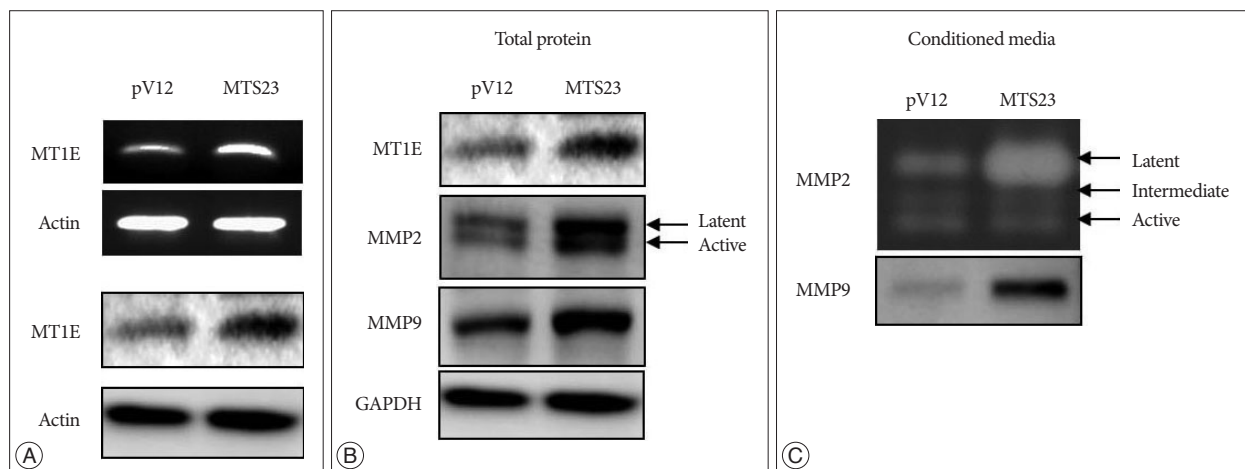 pV12 MTS23
MT1E
Actin
MT1E
Actin
A
Total protein
pV12 MTS23
MT1E
MMP2
Latent
Active
MMP9
GAPDH
B
Conditioned media
pV12 MTS23
MMP2
Latent
Intermediate
Active
MMP9
C